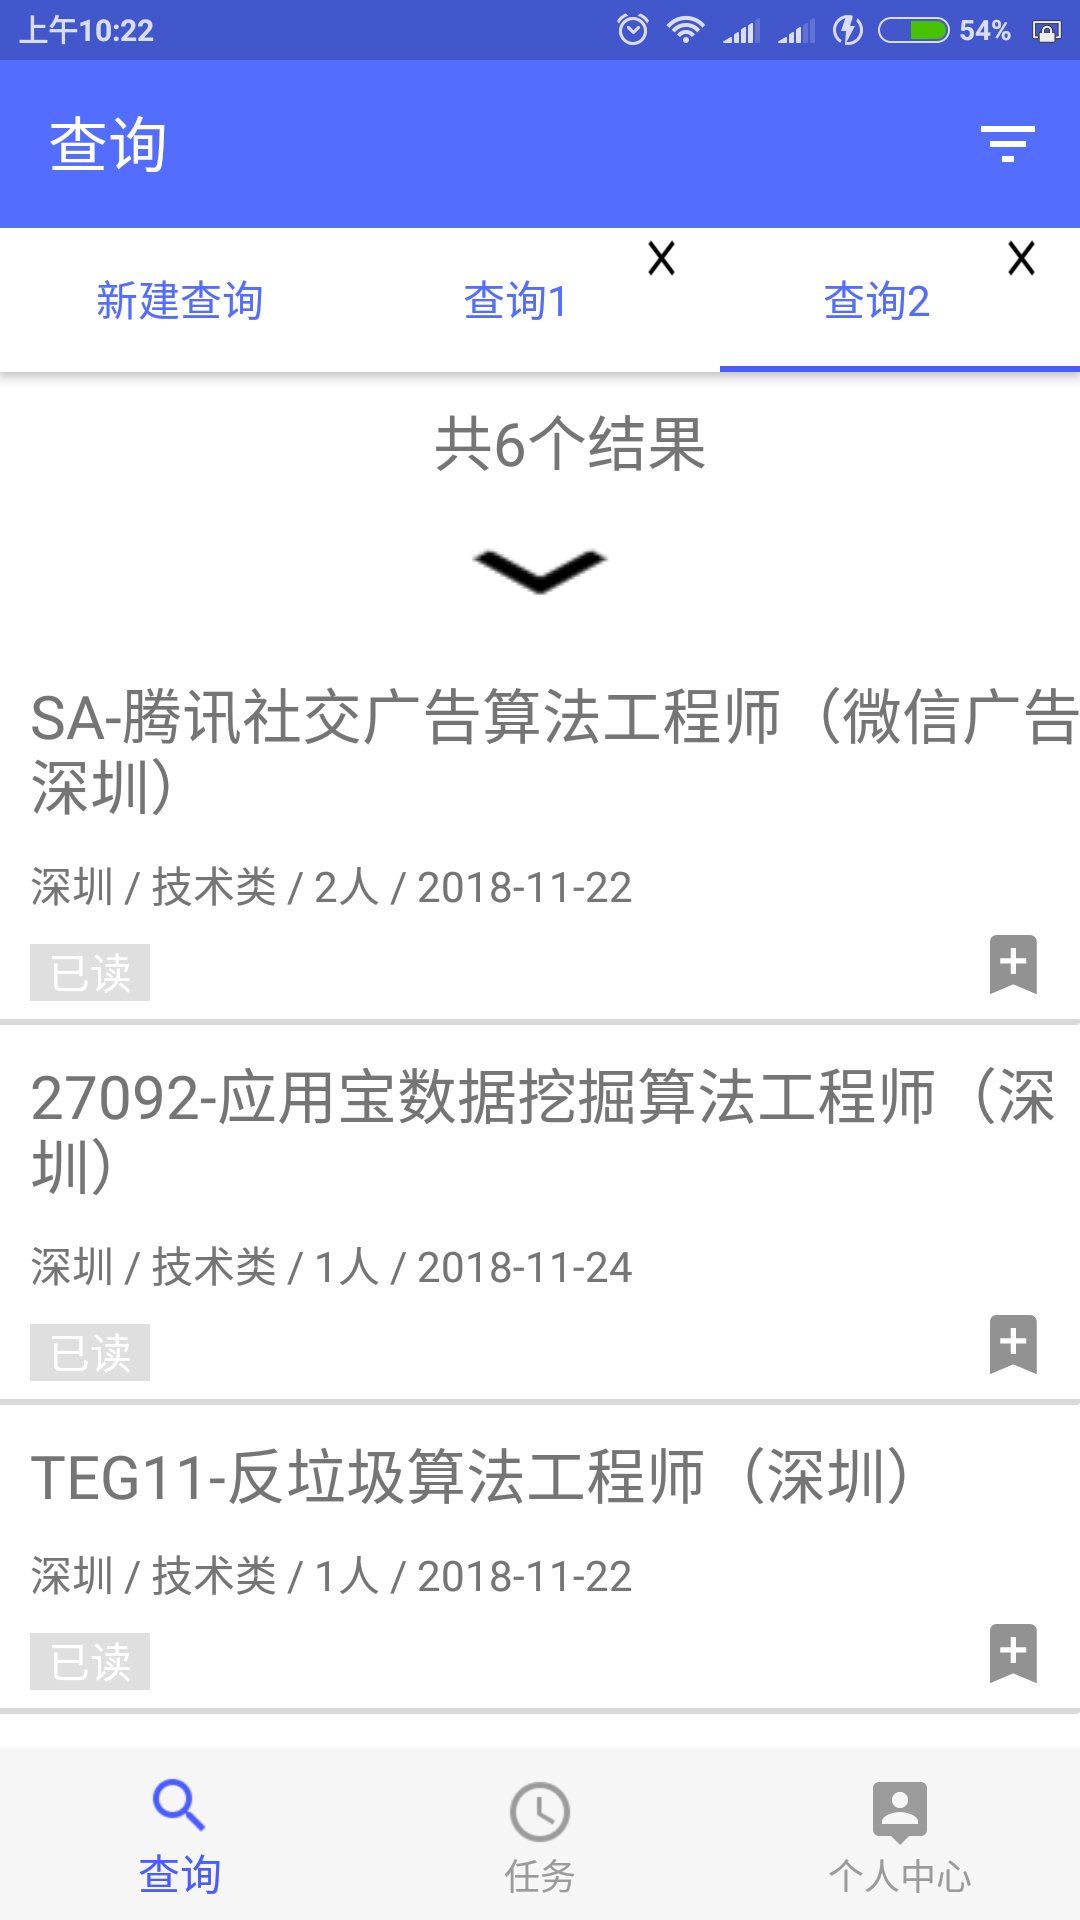 上午10:22
54%
查询
新建查询
查询1
X
查询2
X
共6个结果
SA-腾讯社交广告算法工程师（微信广告
深圳）
深圳 / 技术类 / 2人 / 2018-11-22
已读
27092-应用宝数据挖掘算法工程师（深
圳）
深圳 / 技术类 / 1人 / 2018-11-24
已读
TEG11-反垃圾算法工程师（深圳）
深圳 / 技术类 / 1人 / 2018-11-22
已读
查询
任务
个人中心